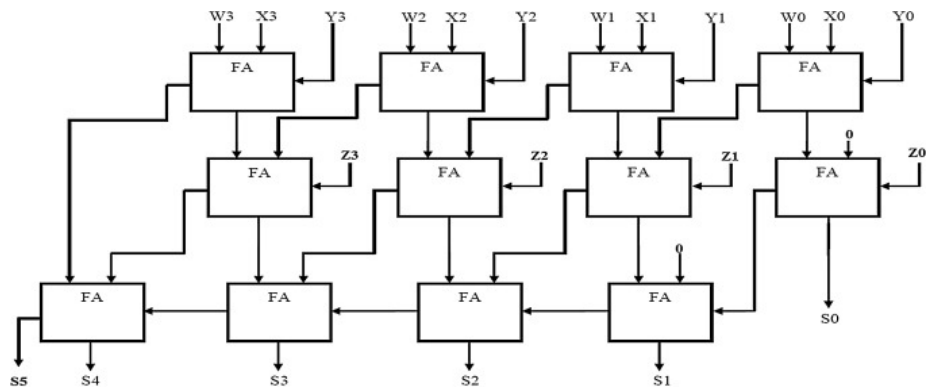 W3 X3 Y3 W2 X2 Y2 W1 X1 Y1 W0 X0 Y0
FA FA FA FA
0
Z3 Z2 Z1 Z0
FA FA FA FA
0
FA FA FA FA
S0
S5 S4 S3 S2 S1